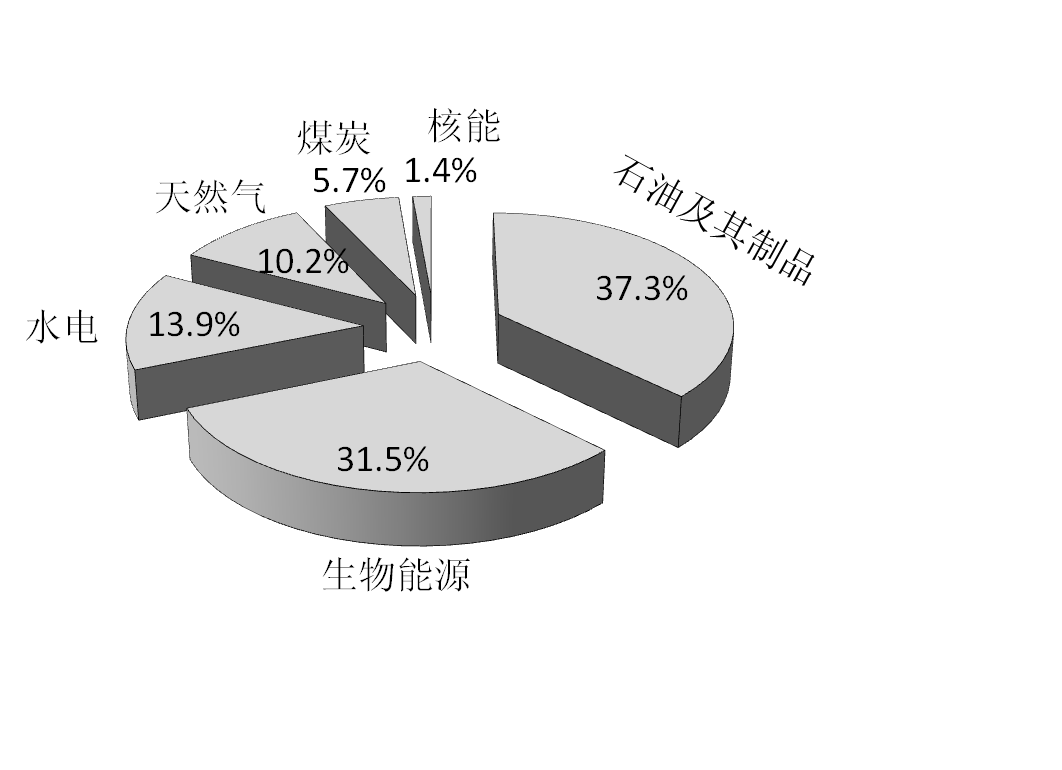 核能
煤炭
1.4%
5.7%
石油及其制品
天然气
10.2%
37.3%
水电
13.9%
31.5%
生物能源